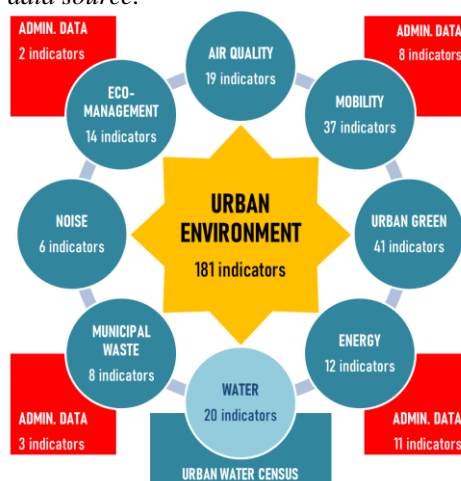 data source.
ADMIN. DATA
2 indicators
AIR QUALITY
19 indicators
ADMIN. DATA
8 indicators
ECO-
MANAGEMENT
14 indicators
MOBILITY
37 indicators
NOISE
6 indicators
URBAN
ENVIRONMENT
181 indicators
URBAN GREEN
41 indicators
MUNICIPAL
WASTE
8 indicators
ENERGY
12 indicators
WATER
20 indicators
ADMIN. DATA
3 indicators
ADMIN. DATA
11 indicators
URBAN WATER CENSUS